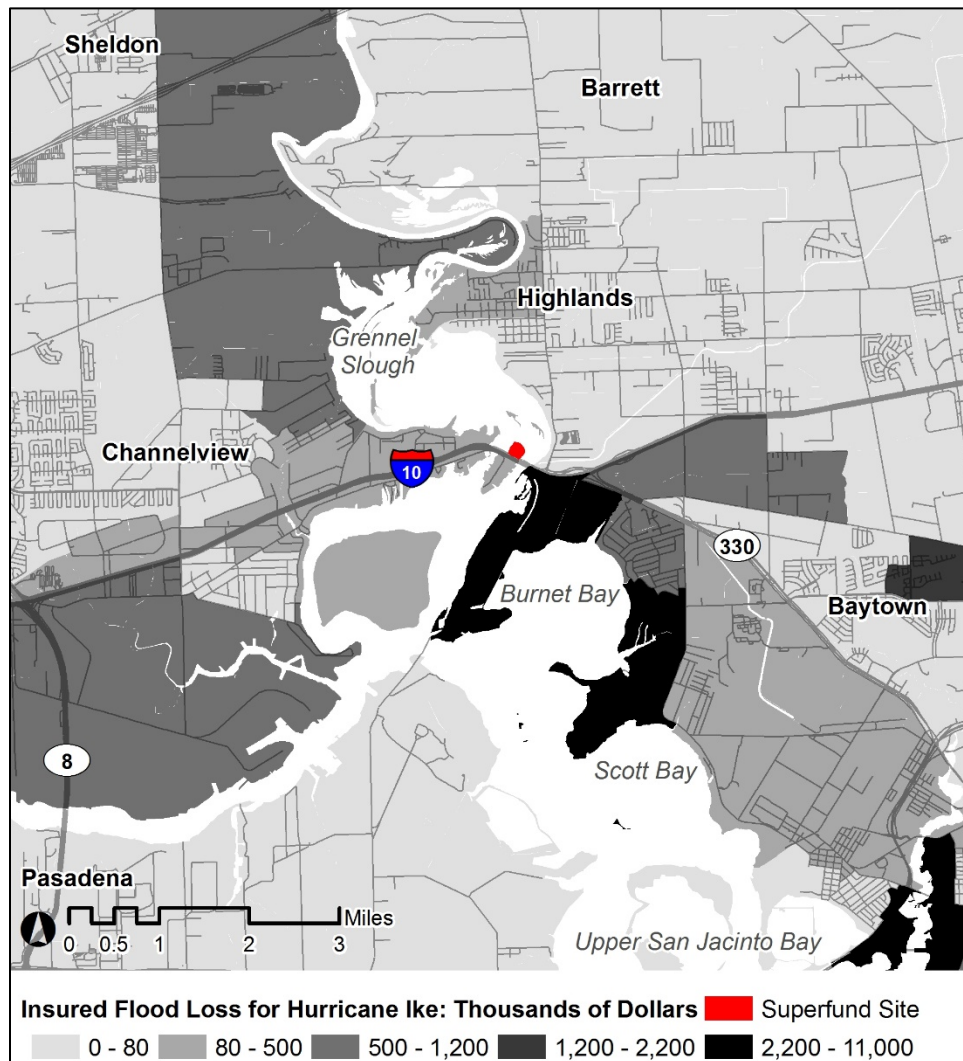 Sheldon
Barrett
Highlands
Grennel
Slough
Channelview
10
330
Burnet Bay
Baytown
8
Scott Bay
Pasadena
Miles
0 0.5 1 2 3
Upper San Jacinto Bay
Insured Flood Loss for Hurricane Ike: Thousands of Dollars Superfund Site
0 - 80 80 - 500 500 - 1,200 1,200 - 2,200 2,200 - 11,000